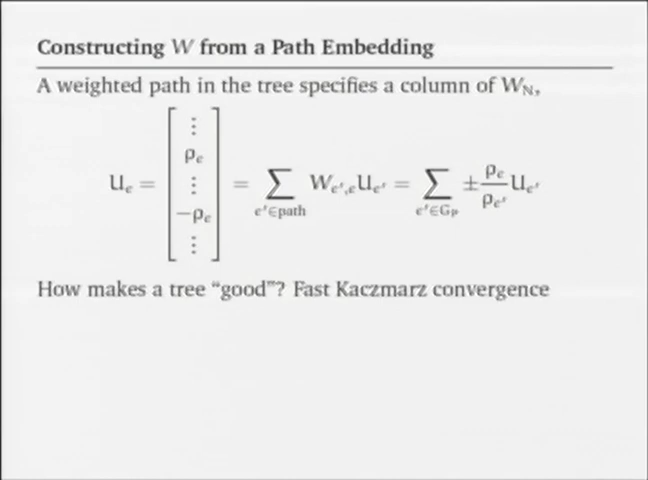 Constructing W from a Path Embedding
A weighted path in the tree specifies a column of W_N,
U_e = [⋮ ρ_e ⋮ −ρ_e ⋮] = ∑_{e′∈path} W_{e′,e} U_{e′} = ∑_{e′∈G_p} ± ρ_e/ρ_{e′} U_{e′}
How makes a tree “good”? Fast Kaczmarz convergence